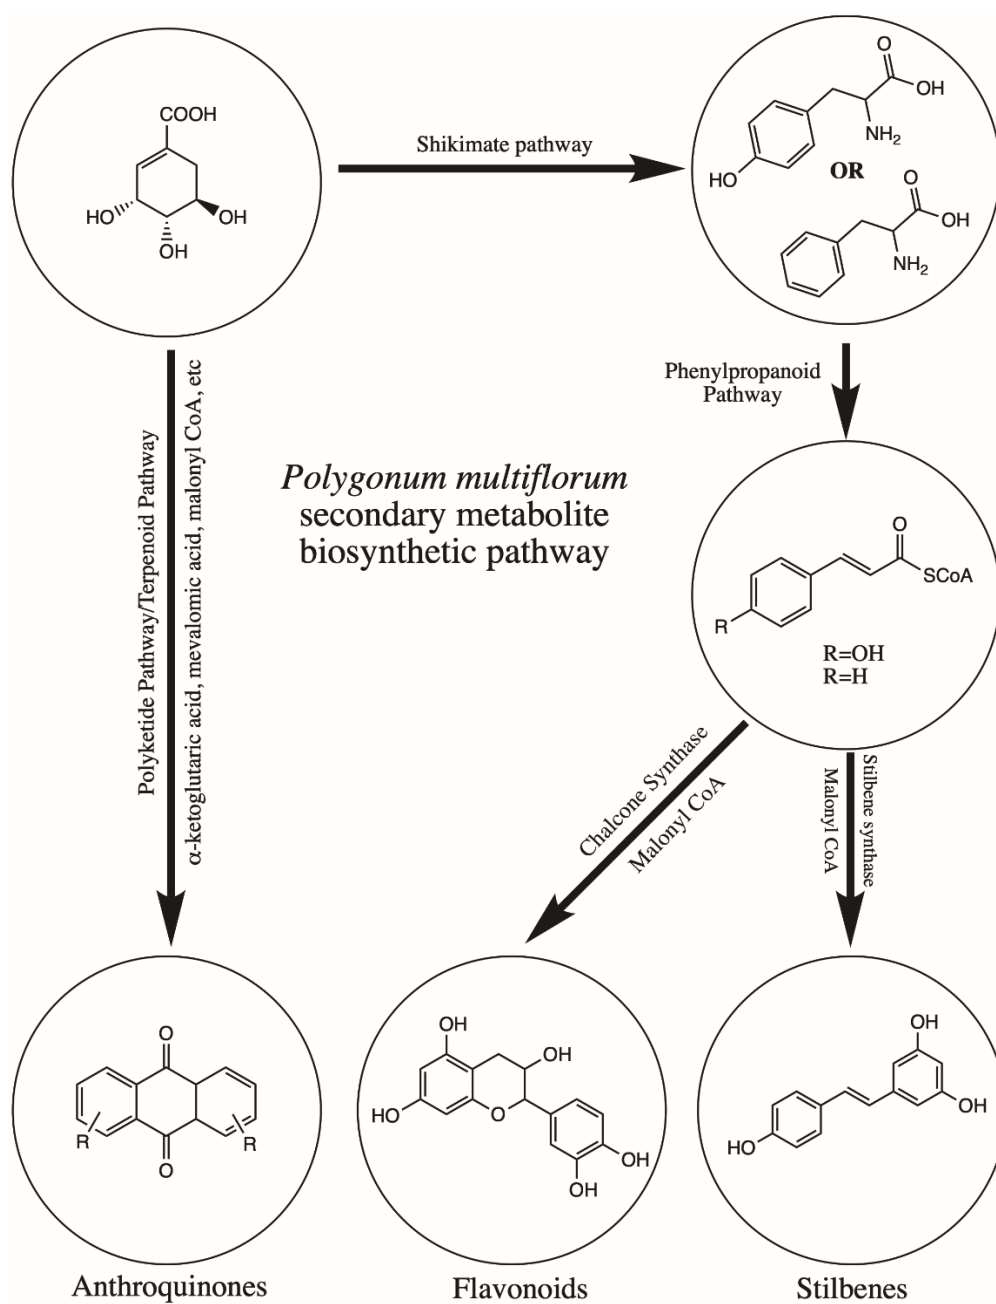 COOH
HO
OH
OH
Shikimate pathway
O
OH
NH2
HO
OR
O
OH
NH2
Polyketide Pathway/Terpenoid Pathway
α-ketoglutaric acid, mevalomic acid, malonyl CoA, etc
Phenylpropanoid
Pathway
Polygonum multiflorum
secondary metabolite
biosynthetic pathway
O
SCoA
R
R=OH
R=H
Chalcone Synthase
Malonyl CoA
Stilbene synthase
Malonyl CoA
O
R
R
O
OH
OH
HO
O
OH
OH
OH
OH
HO
Anthroquinones
Flavonoids
Stilbenes